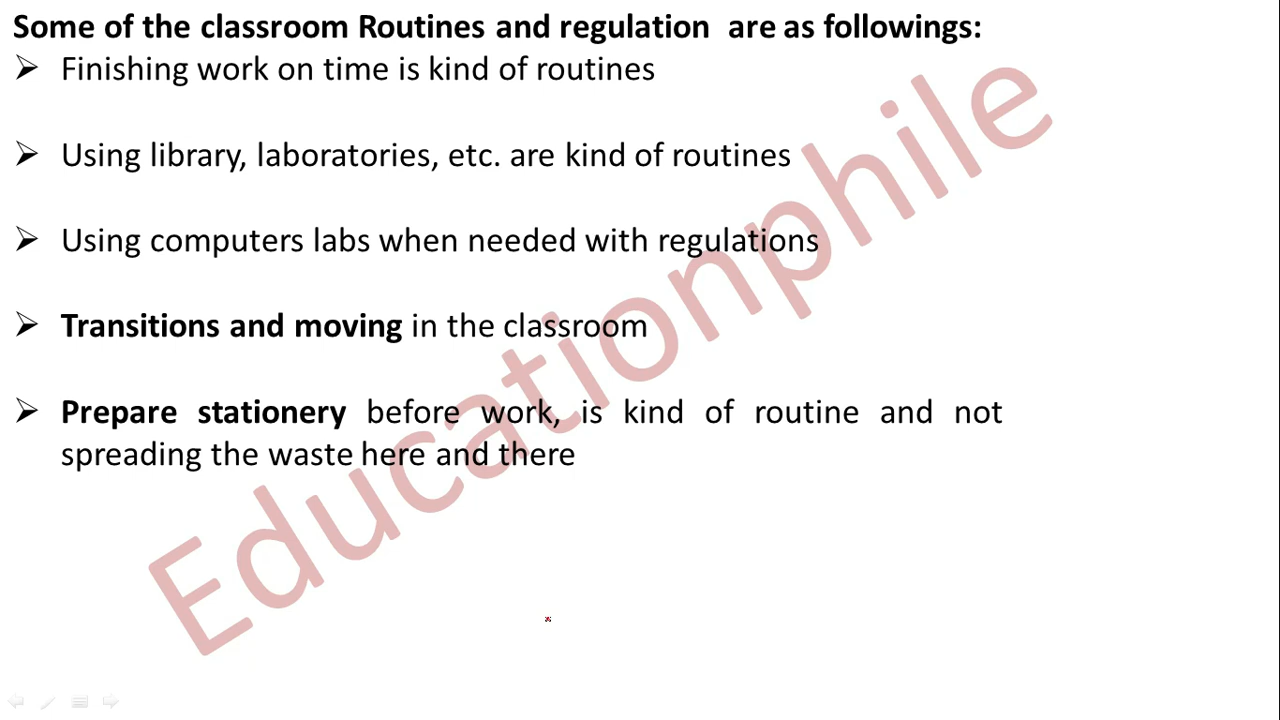 Some of the classroom Routines and regulation are as followings:
➢ Finishing work on time is kind of routines
➢ Using library, laboratories, etc. are kind of routines
➢ Using computers labs when needed with regulations
➢ Transitions and moving in the classroom
➢ Prepare stationery before work, is kind of routine and not
spreading the waste here and there
Educationphile